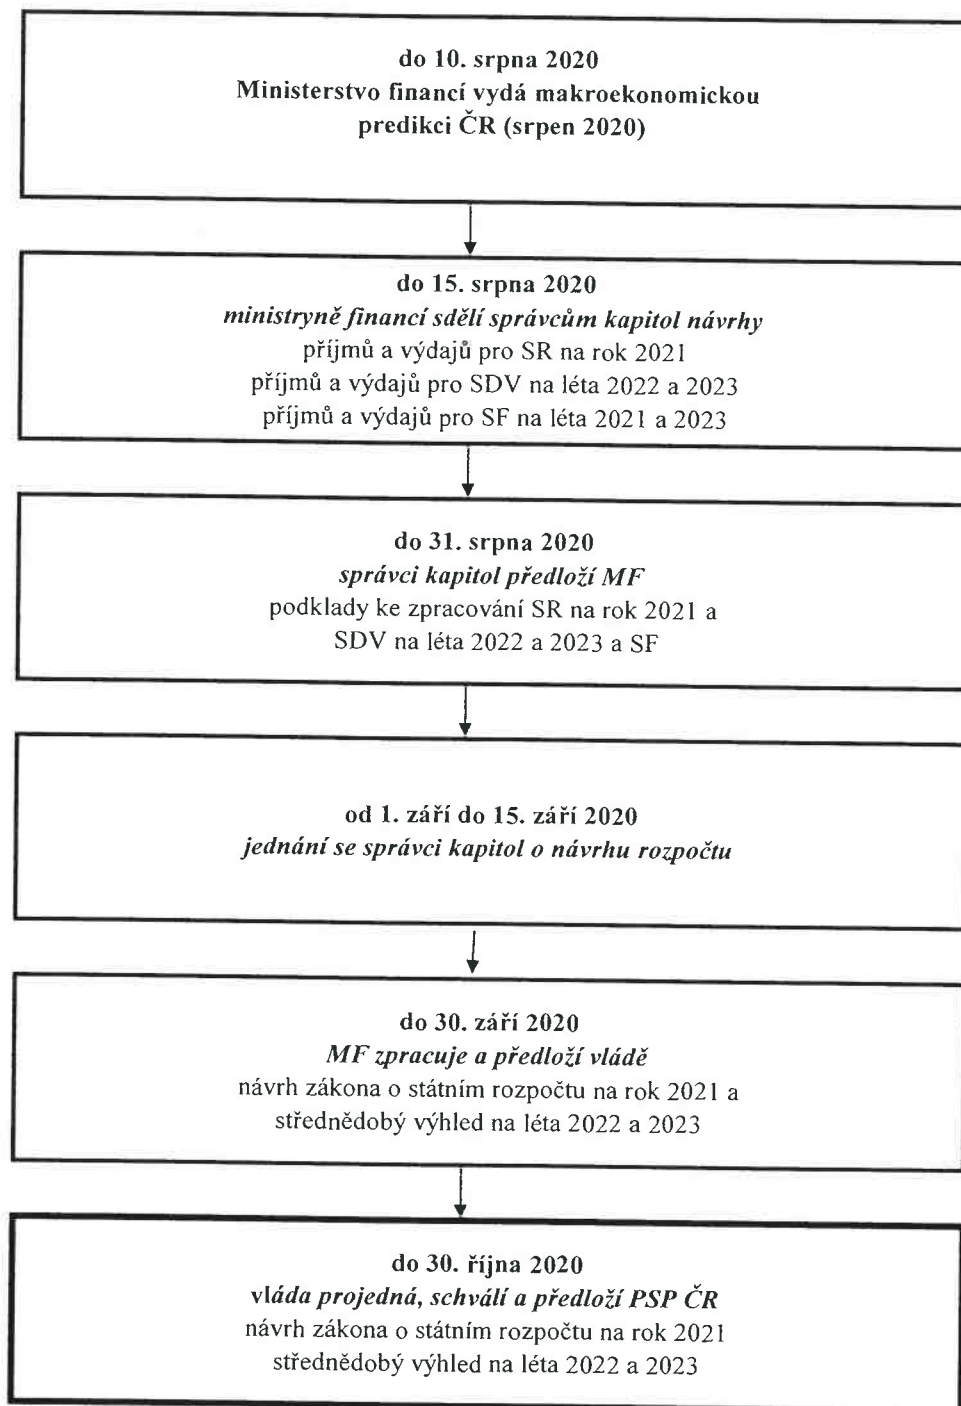 do 10. srpna 2020
Ministerstvo financí vydá makroekonomickou
predikci ČR (srpen 2020)
do 15. srpna 2020
ministryně financí sdělí správcům kapitol návrhy
příjmů a výdajů pro SR na rok 2021
příjmů a výdajů pro SDV na léta 2022 a 2023
příjmů a výdajů pro SF na léta 2021 a 2023
do 31. srpna 2020
správci kapitol předloží MF
podklady ke zpracování SR na rok 2021 a
SDV na léta 2022 a 2023 a SF
od 1. září do 15. září 2020
jednání se správci kapitol o návrhu rozpočtu
do 30. září 2020
MF zpracuje a předloží vládě
návrh zákona o státním rozpočtu na rok 2021 a
střednědobý výhled na léta 2022 a 2023
do 30. října 2020
vláda projedná, schválí a předloží PSP ČR
návrh zákona o státním rozpočtu na rok 2021
střednědobý výhled na léta 2022 a 2023